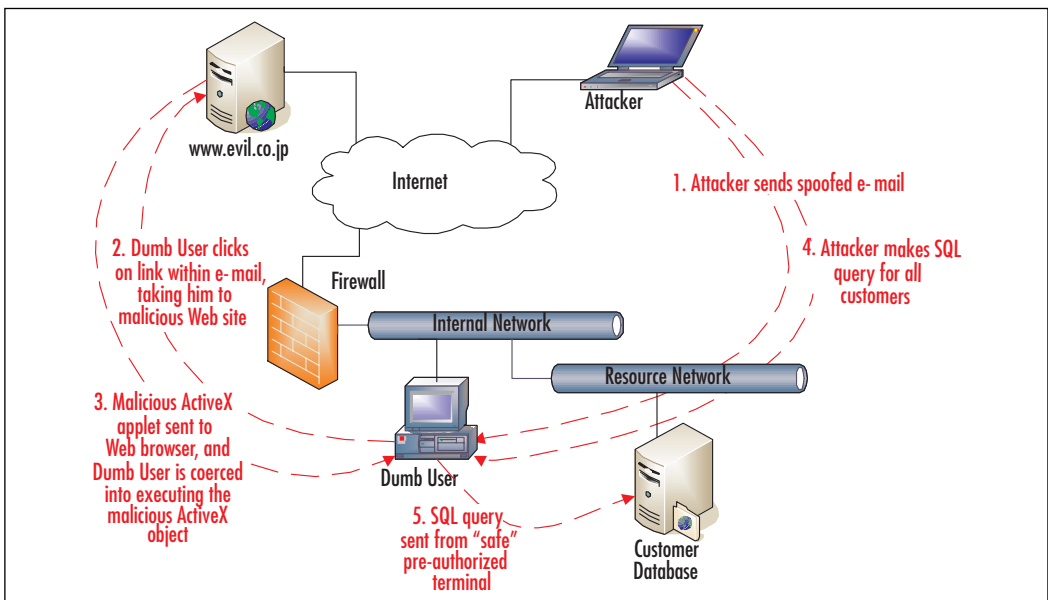 www.evil.co.jp
Attacker
Internet
1. Attacker sends spoofed e- mail
2. Dumb User clicks
on link within e- mail,
taking him to
malicious Web site
4. Attacker makes SQL
query for all
customers
Firewall
Internal Network
Resource Network
3. Malicious ActiveX
applet sent to
Web browser, and
Dumb User is coerced
into executing the
malicious ActiveX
object
Dumb User
5. SQL query
sent from “safe”
pre-authorized
terminal
Customer
Database